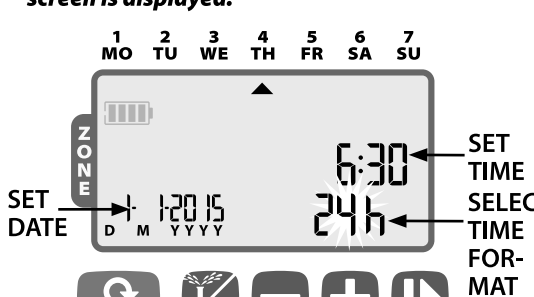 screen is displayed.
1 2 3 4 5 6 7
MO TU WE TH FR SA SU
ZONE
6:30
SET
TIME
SET
DATE
1- 1-2015
D M YYYY
24h
SELEC
TIME
FOR-
MAT